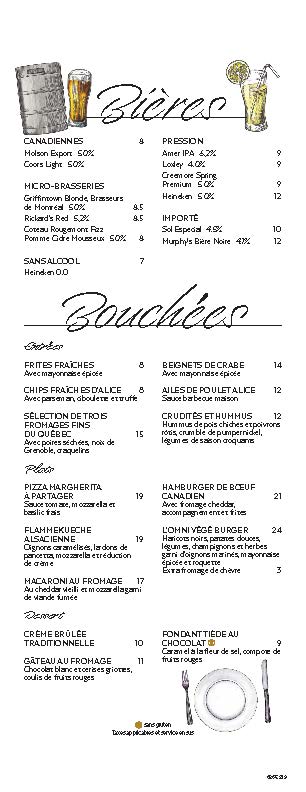 Bières
CANADIENNES 8
Molson Export 5.0%
Coors Light 5.0%
MICRO-BRASSERIES
Griffintown Blonde, Brasseurs
de Montréal 5.0% 8.5
Rickard's Red 5.2% 8.5
Coteau Rougemont Fizz
Pomme Cidre Mousseux 5.0% 8
SANS ALCOOL 7
Heineken 0.0
PRESSION
Amer IPA 6.2% 9
Loxley 4.0% 9
Creemore Spring
Premium 5.0% 9
Heineken 5.0% 12
IMPORTÉ
Sol Especial 4.5% 10
Murphy's Bière Noire 4.1% 12
Bouchées
Entrées
FRITES FRAÎCHES 8
Avec mayonnaise épicée
CHIPS FRAÎCHES D'ALICE 8
Avec parmesan, ciboulette et truffe
SÉLECTION DE TROIS
FROMAGES FINS
DU QUÉBEC 15
Avec poires séchées, noix de
Grenoble, craquelins
BEIGNETS DE CRABE 14
Avec mayonnaise épicée
AILES DE POULET ALICE 12
Sauce barbecue maison
CRUDITÉS ET HUMMUS 12
Hummus de pois chiches et poivrons
rôtis, crumble de pumpernickel,
légumes de saison croquants
Plats
PIZZA MARGHERITA
À PARTAGER 19
Sauce tomate, mozzarella et
basilic frais
FLAMMEKUECHE
ALSACIENNE 19
Oignons caramélisés, lardons de
pancetta, mozzarella et réduction
de crème
MACARONI AU FROMAGE 17
Au cheddar vieilli et mozzarella garni
de viande fumée
HAMBURGER DE BŒUF
CANADIEN 21
Avec fromage cheddar,
accompagnement et frites
L'OMNI VÉGÉ BURGER 24
Haricots noirs, patates douces,
légumes, champignons et herbes
garni d'oignons marinés, mayonnaise
épicée et roquette
Extra fromage de chèvre 3
Dessert
CRÈME BRÛLÉE
TRADITIONNELLE 10
GÂTEAU AU FROMAGE 11
Chocolat blanc et cerises griottes,
coulis de fruits rouges
FONDANT TIÈDE AU
CHOCOLAT 9
Caramel à la fleur de sel, compote de
fruits rouges
sans gluten
Taxes applicables et service en sus